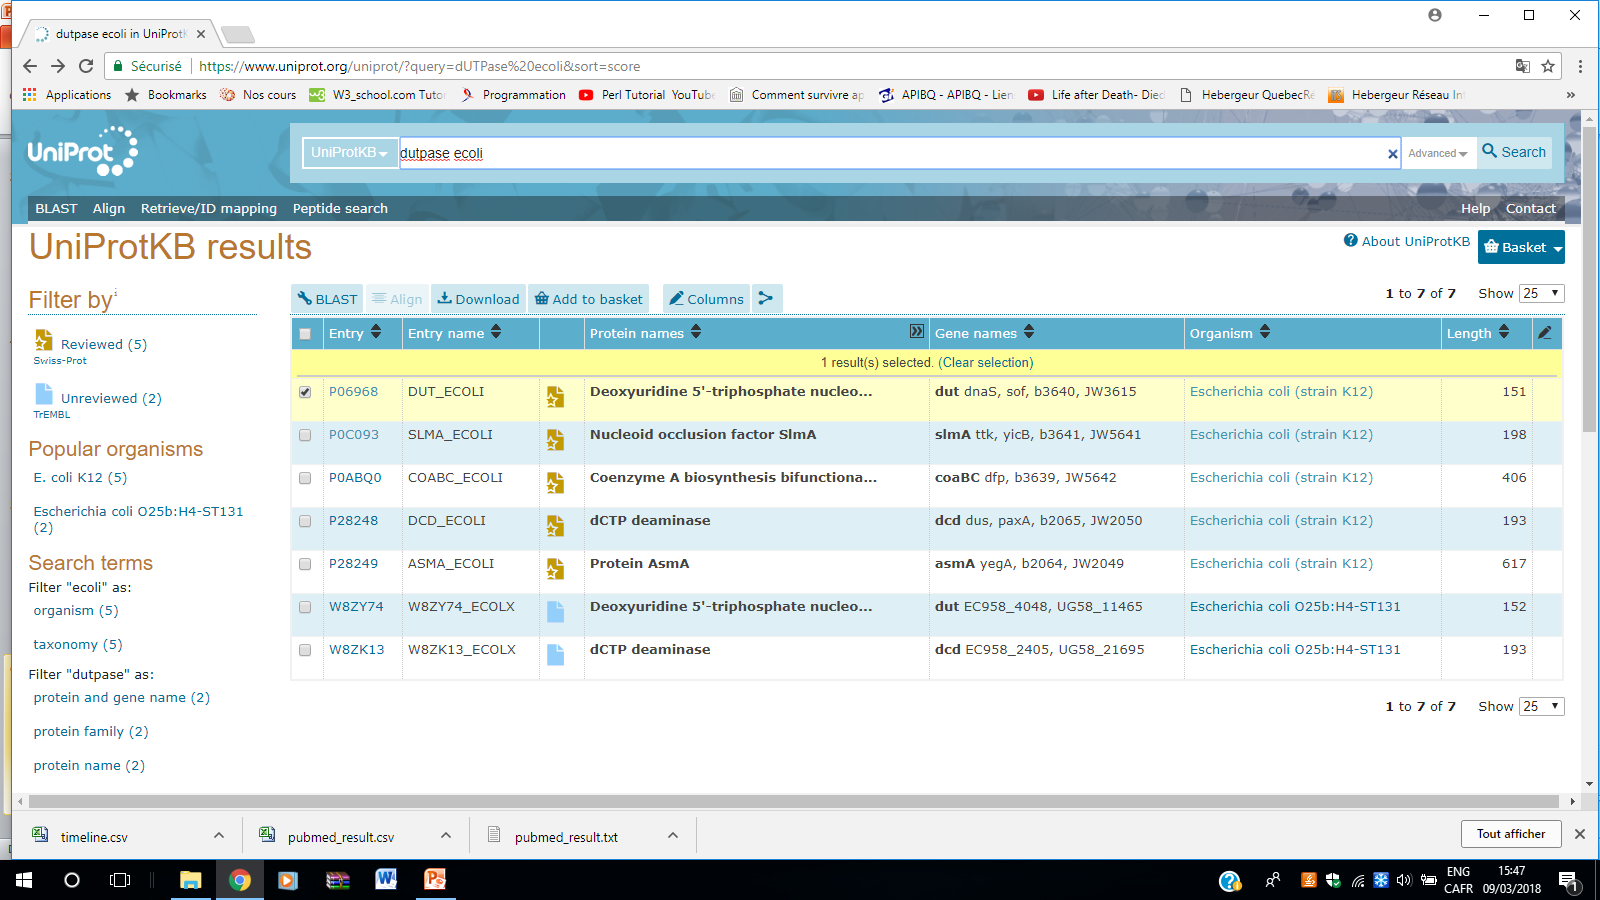 dutpase ecoli in UniProtK
Sécurisé https://www.uniprot.org/uniprot/?query=dUTPase%20ecoli&sort=score
Applications Bookmarks Nos cours W3_school.com Tuto Programmation Perl Tutorial YouTub Comment survivre ap APIBQ - APIBQ - Lien Life after Death- Died Hebergeur QuebecRe Hebergeur Réseau In »
UniProt UniProtKB dutpase ecoli Advanced Search
BLAST Align Retrieve/ID mapping Peptide search Help Contact
UniProtKB results
About UniProtKB Basket
Filter by i
BLAST Align Download Add to basket Columns 1 to 7 of 7 Show 25
Reviewed (5)
Swiss-Prot
Unreviewed (2)
TrEMBL
Popular organisms
E. coli K12 (5)
Escherichia coli O25b:H4-ST131
(2)
Search terms
Filter "ecoli" as:
organism (5)
taxonomy (5)
Filter "dutpase" as:
protein and gene name (2)
protein family (2)
protein name (2)
Entry Entry name Protein names Gene names Organism Length
1 result(s) selected. (Clear selection)
P06968 DUT_ECOLI Deoxyuridine 5'-triphosphate nucleo... dut dnaS, sof, b3640, JW3615 Escherichia coli (strain K12) 151
P0C093 SLMA_ECOLI Nucleoid occlusion factor SlmA slmA ttk, yicB, b3641, JW5641 Escherichia coli (strain K12) 198
P0ABQ0 COABC_ECOLI Coenzyme A biosynthesis bifunctiona... coaBC dfp, b3639, JW5642 Escherichia coli (strain K12) 406
P28248 DCD_ECOLI dCTP deaminase dcd dus, paxA, b2065, JW2050 Escherichia coli (strain K12) 193
P28249 ASMA_ECOLI Protein AsmA asmA yegA, b2064, JW2049 Escherichia coli (strain K12) 617
W8ZY74 W8ZY74_ECOLX Deoxyuridine 5'-triphosphate nucleo... dut EC958_4048, UG58_11465 Escherichia coli O25b:H4-ST131 152
W8ZK13 W8ZK13_ECOLX dCTP deaminase dcd EC958_2405, UG58_21695 Escherichia coli O25b:H4-ST131 193
1 to 7 of 7 Show 25
timeline.csv pubmed_result.csv pubmed_result.txt Tout afficher
ENG 15:47
CAFR 09/03/2018 1